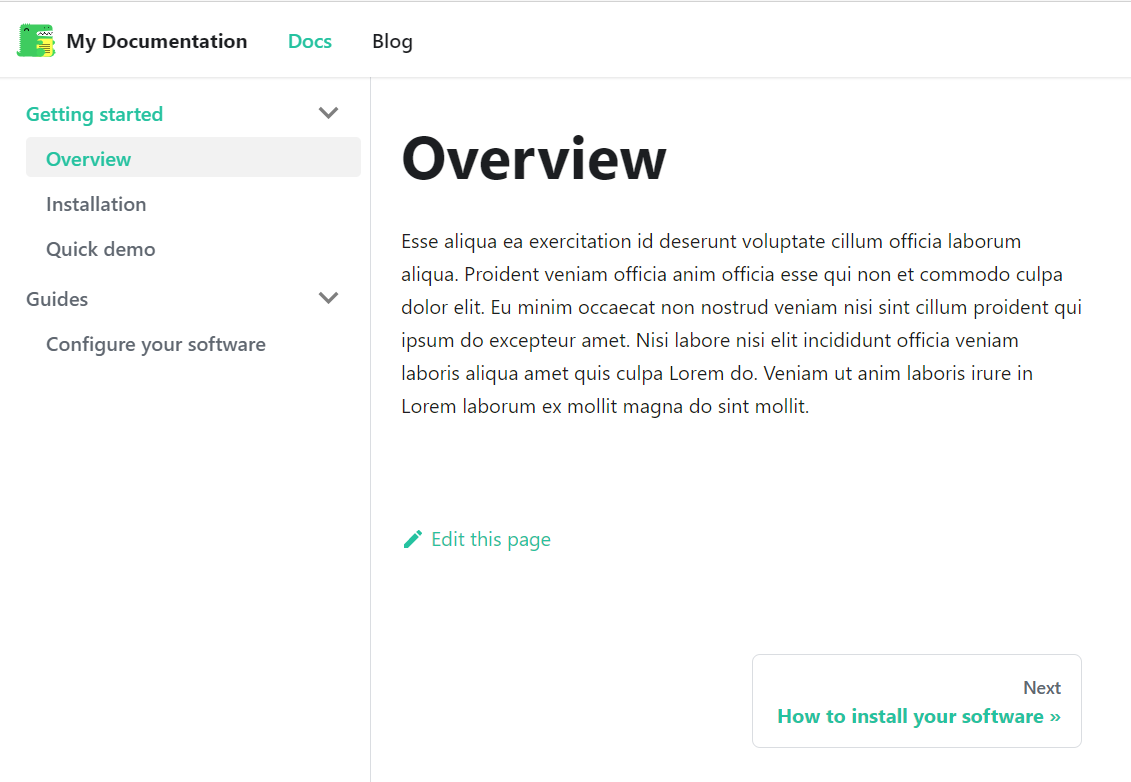 My Documentation Docs Blog
Getting started
Overview
Installation
Quick demo
Guides
Configure your software
Overview
Esse aliqua ea exercitation id deserunt voluptate cillum officia laborum
aliqua. Proident veniam officia anim officia esse qui non et commodo culpa
dolor elit. Eu minim occaecat non nostrud veniam nisi sint cillum proident qui
ipsum do excepteur amet. Nisi labore nisi elit incididunt officia veniam
laboris aliqua amet quis culpa Lorem do. Veniam ut anim laboris irure in
Lorem laborum ex mollit magna do sint mollit.
Edit this page
Next
How to install your software »